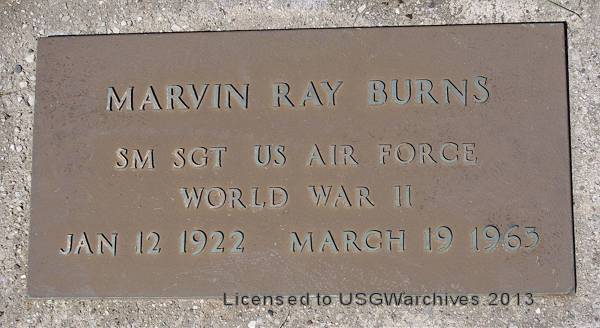 MARVIN RAY BURNS
SM SGT US AIR FORCE
WORLD WAR II
JAN 12 1922 MARCH 19 1963
Licensed to USGWarchives 2013